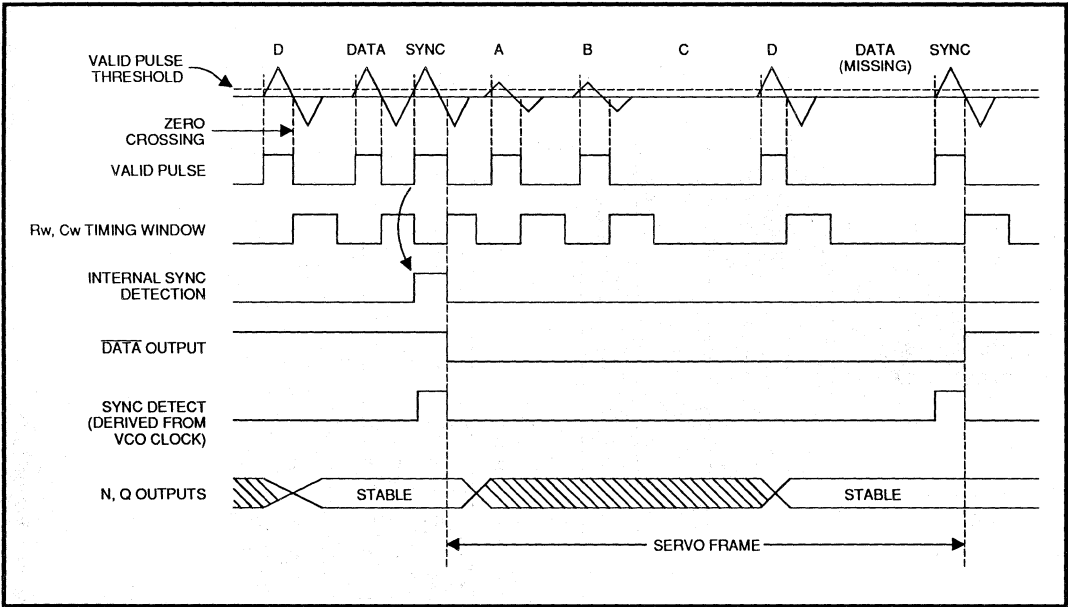 D DATA SYNC A B C D DATA SYNC
(MISSING)
VALID PULSE
THRESHOLD
ZERO
CROSSING
VALID PULSE
Rw, Cw TIMING WINDOW
INTERNAL SYNC
DETECTION
DATA OUTPUT
SYNC DETECT
(DERIVED FROM
VCO CLOCK)
N, Q OUTPUTS STABLE STABLE
SERVO FRAME